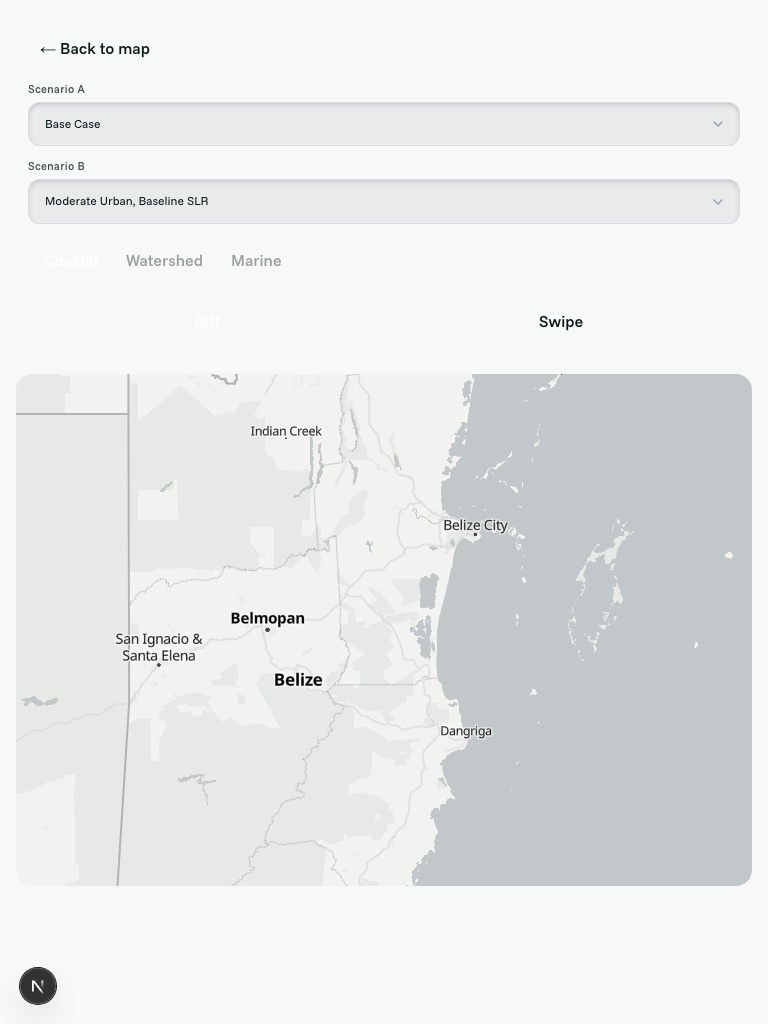 ← Back to map
Scenario A
Base Case
Scenario B
Moderate Urban, Baseline SLR
Coastal Watershed Marine
Diff Swipe
Indian Creek
Belize City
Belmopan
San Ignacio &
Santa Elena
Belize
Dangriga
N